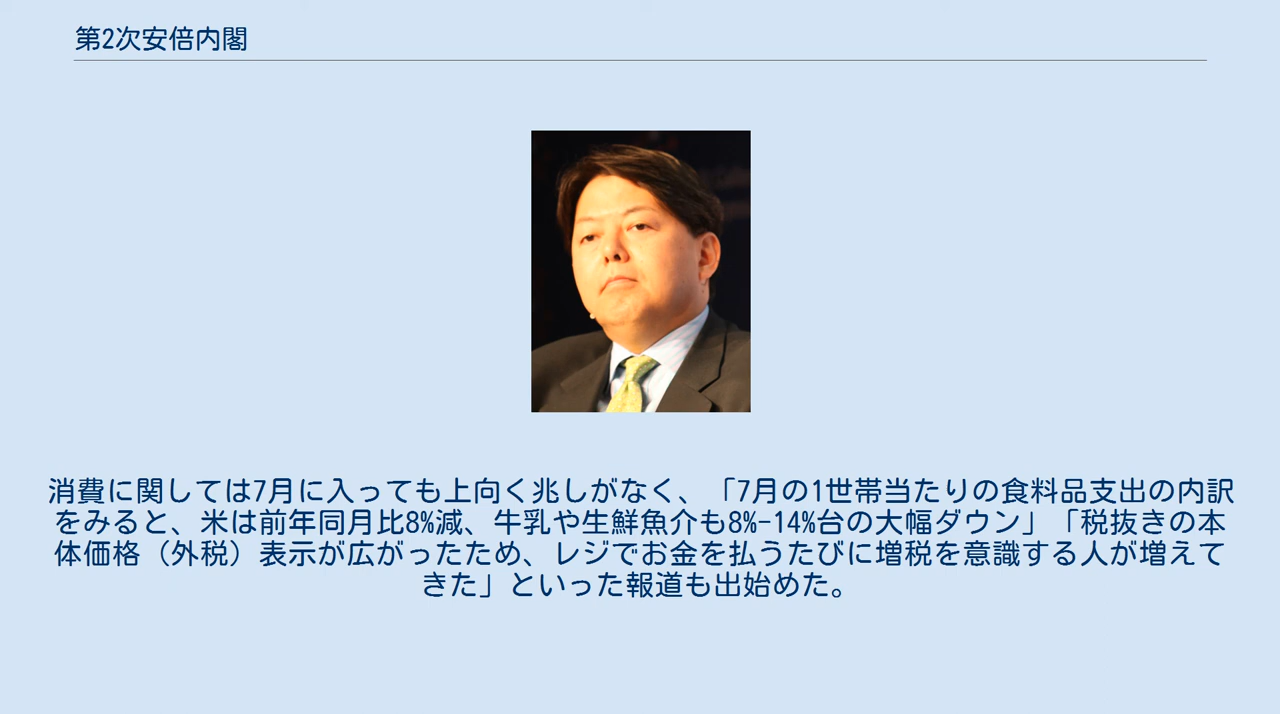 第2次安倍内閣
消費に関しては7月に入っても上向く兆しがなく、「7月の1世帯当たりの食料品支出の内訳
をみると、米は前年同月比8%減、牛乳や生鮮魚介も8%-14%台の大幅ダウン」「税抜きの本
体価格（外税）表示が広がったため、レジでお金を払うたびに増税を意識する人が増えて
きた」といった報道も出始めた。